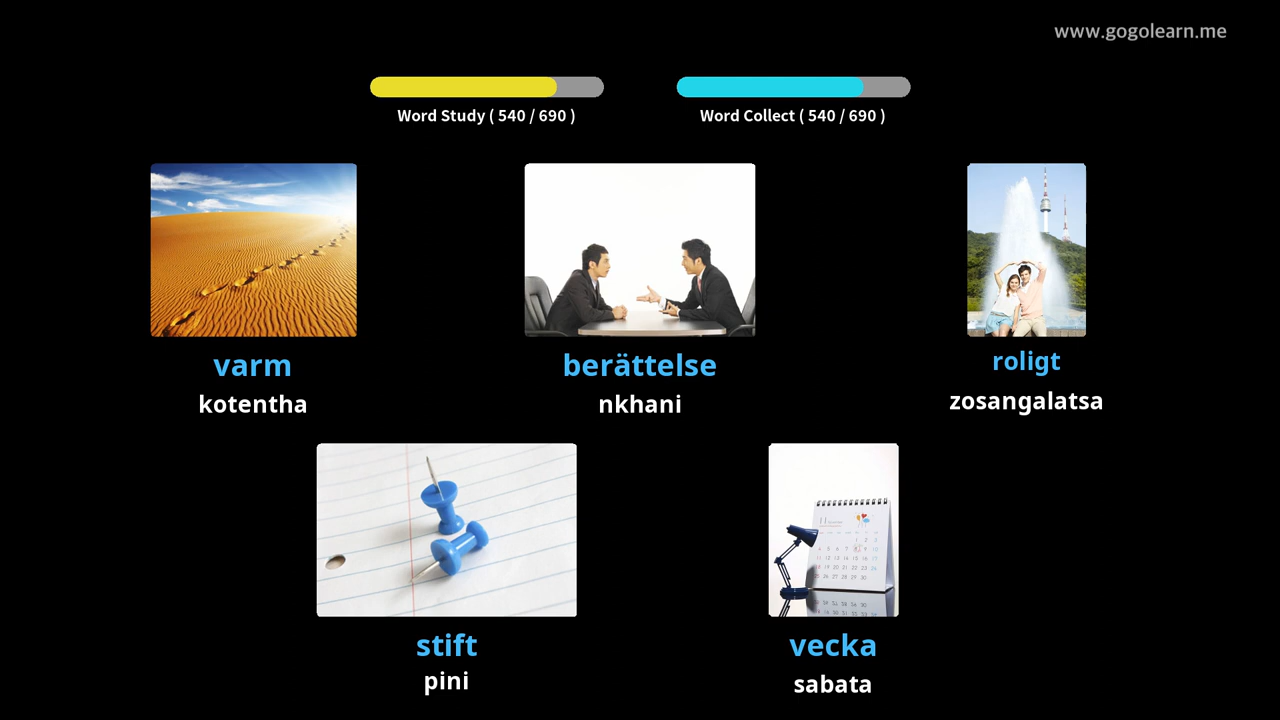 www.gogolearn.me
Word Study ( 540 / 690 )
Word Collect ( 540 / 690 )
varm
kotentha
berättelse
nkhani
roligt
zosangalatsa
stift
pini
vecka
sabata